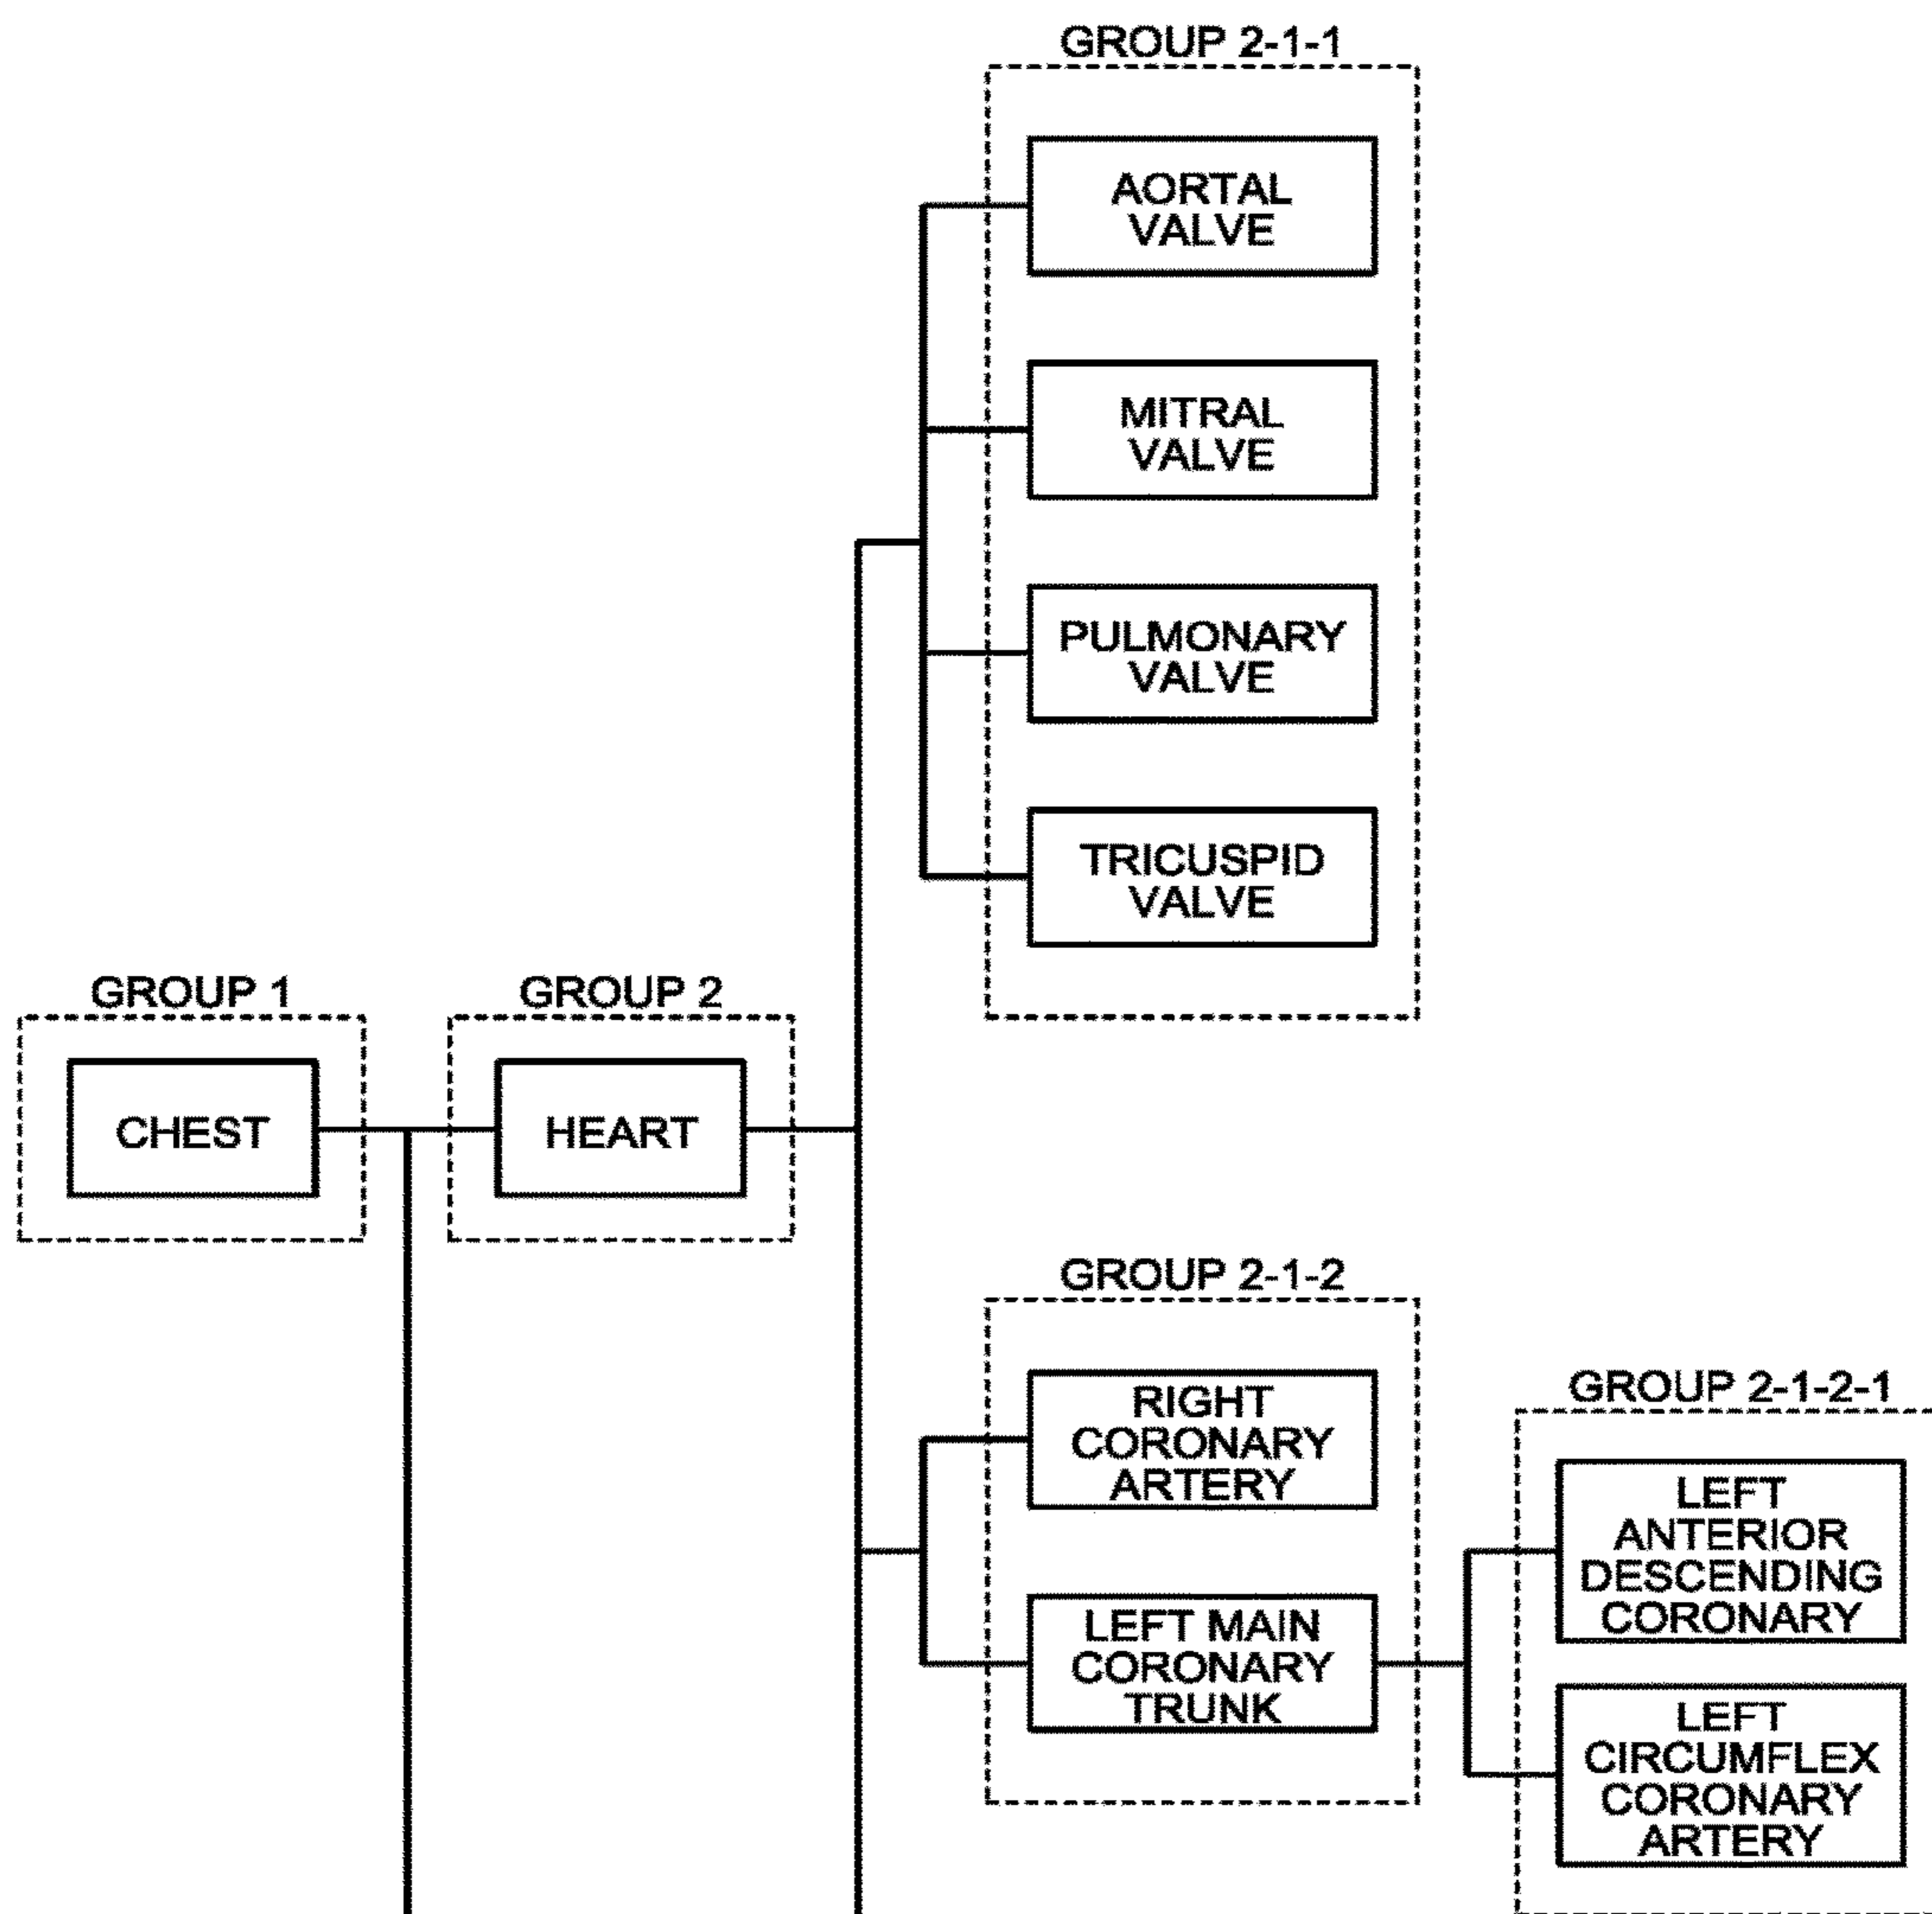 GROUP 2-1-1
AORTAL
VALVE
MITRAL
VALVE
PULMONARY
VALVE
TRICUSPID
VALVE
GROUP 1
CHEST
GROUP 2
HEART
GROUP 2-1-2
RIGHT
CORONARY
ARTERY
LEFT MAIN
CORONARY
TRUNK
GROUP 2-1-2-1
LEFT
ANTERIOR
DESCENDING
CORONARY
LEFT
CIRCUMFLEX
CORONARY
ARTERY